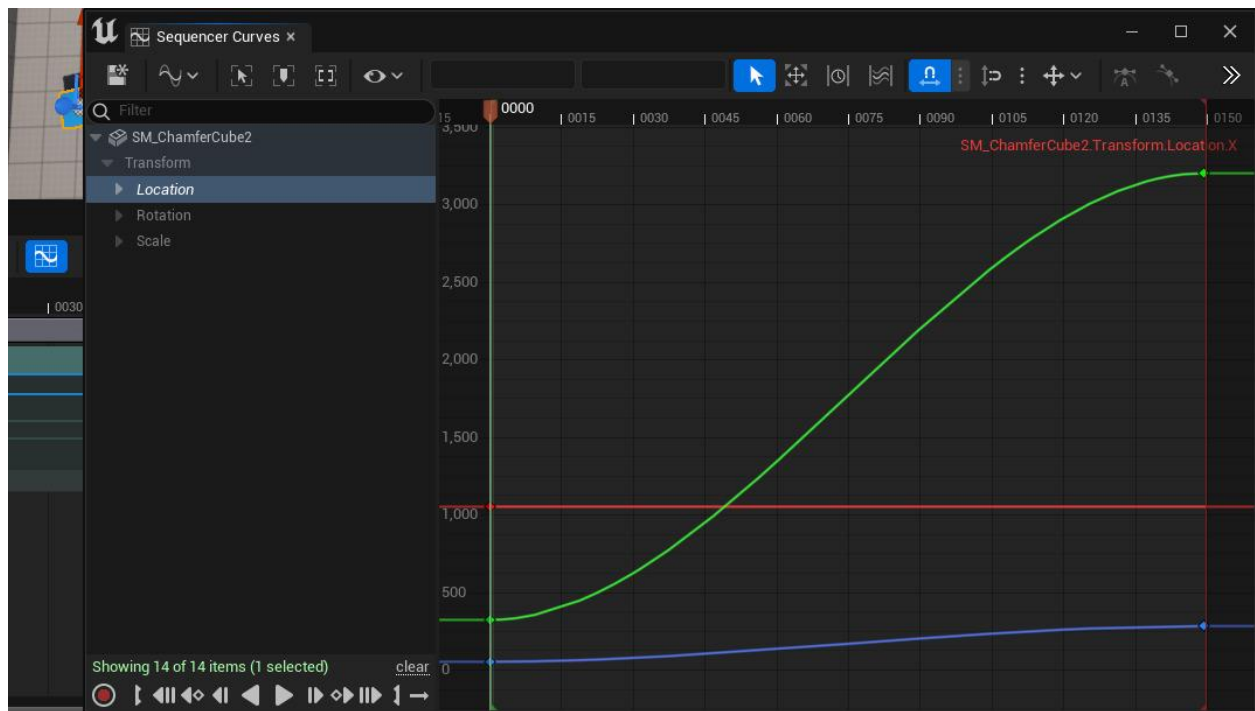 Sequencer Curves ×
Filter
SM_ChamferCube2
Transform
Location
Rotation
Scale
Showing 14 of 14 items (1 selected) clear
15 0000 0015 0030 0045 0060 0075 0090 0105 0120 0135 0150
SM_ChamferCube2.Transform.Location.X
3,500
3,000
2,500
2,000
1,500
1,000
500
0
0030